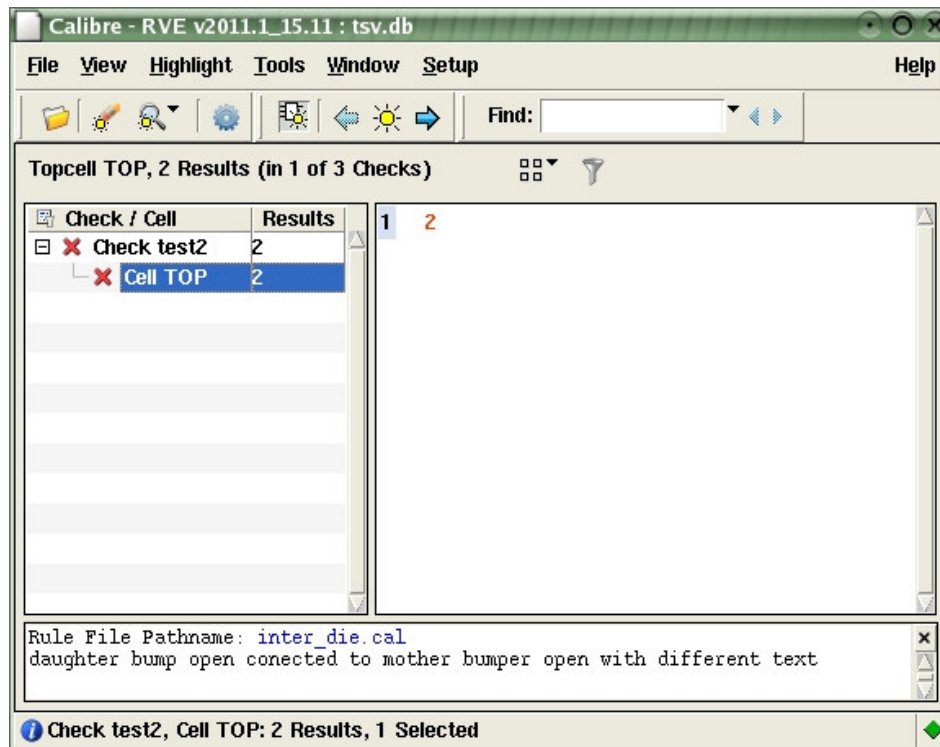 Calibre - RVE v2011.1_15.11 : tsv.db
File View Highlight Tools Window Setup Help
Find:
Topcell TOP, 2 Results (in 1 of 3 Checks)
Check / Cell Results
Check test2 2
Cell TOP 2
1 2
Rule File Pathname: inter_die.cal
daughter bump open conected to mother bumper open with different text
Check test2, Cell TOP: 2 Results, 1 Selected